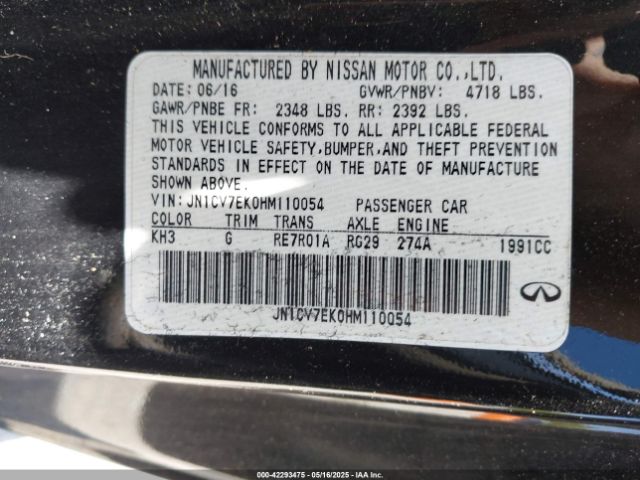 MANUFACTURED BY NISSAN MOTOR CO.,LTD.
DATE: 06/16 GVWR/PNBV: 4718 LBS.
GAWR/PNBE FR: 2348 LBS. RR: 2392 LBS.
THIS VEHICLE CONFORMS TO ALL APPLICABLE FEDERAL
MOTOR VEHICLE SAFETY, BUMPER, AND THEFT PREVENTION
STANDARDS IN EFFECT ON THE DATE OF MANUFACTURE
SHOWN ABOVE.
VIN: JN1CV7EK0HM110054 PASSENGER CAR
COLOR TRIM TRANS AXLE ENGINE
KH3 G RE7R01A RG29 274A 1991CC
JN1CV7EK0HM110054
00-42293475 - 05/16/2025 - IAA Inc.